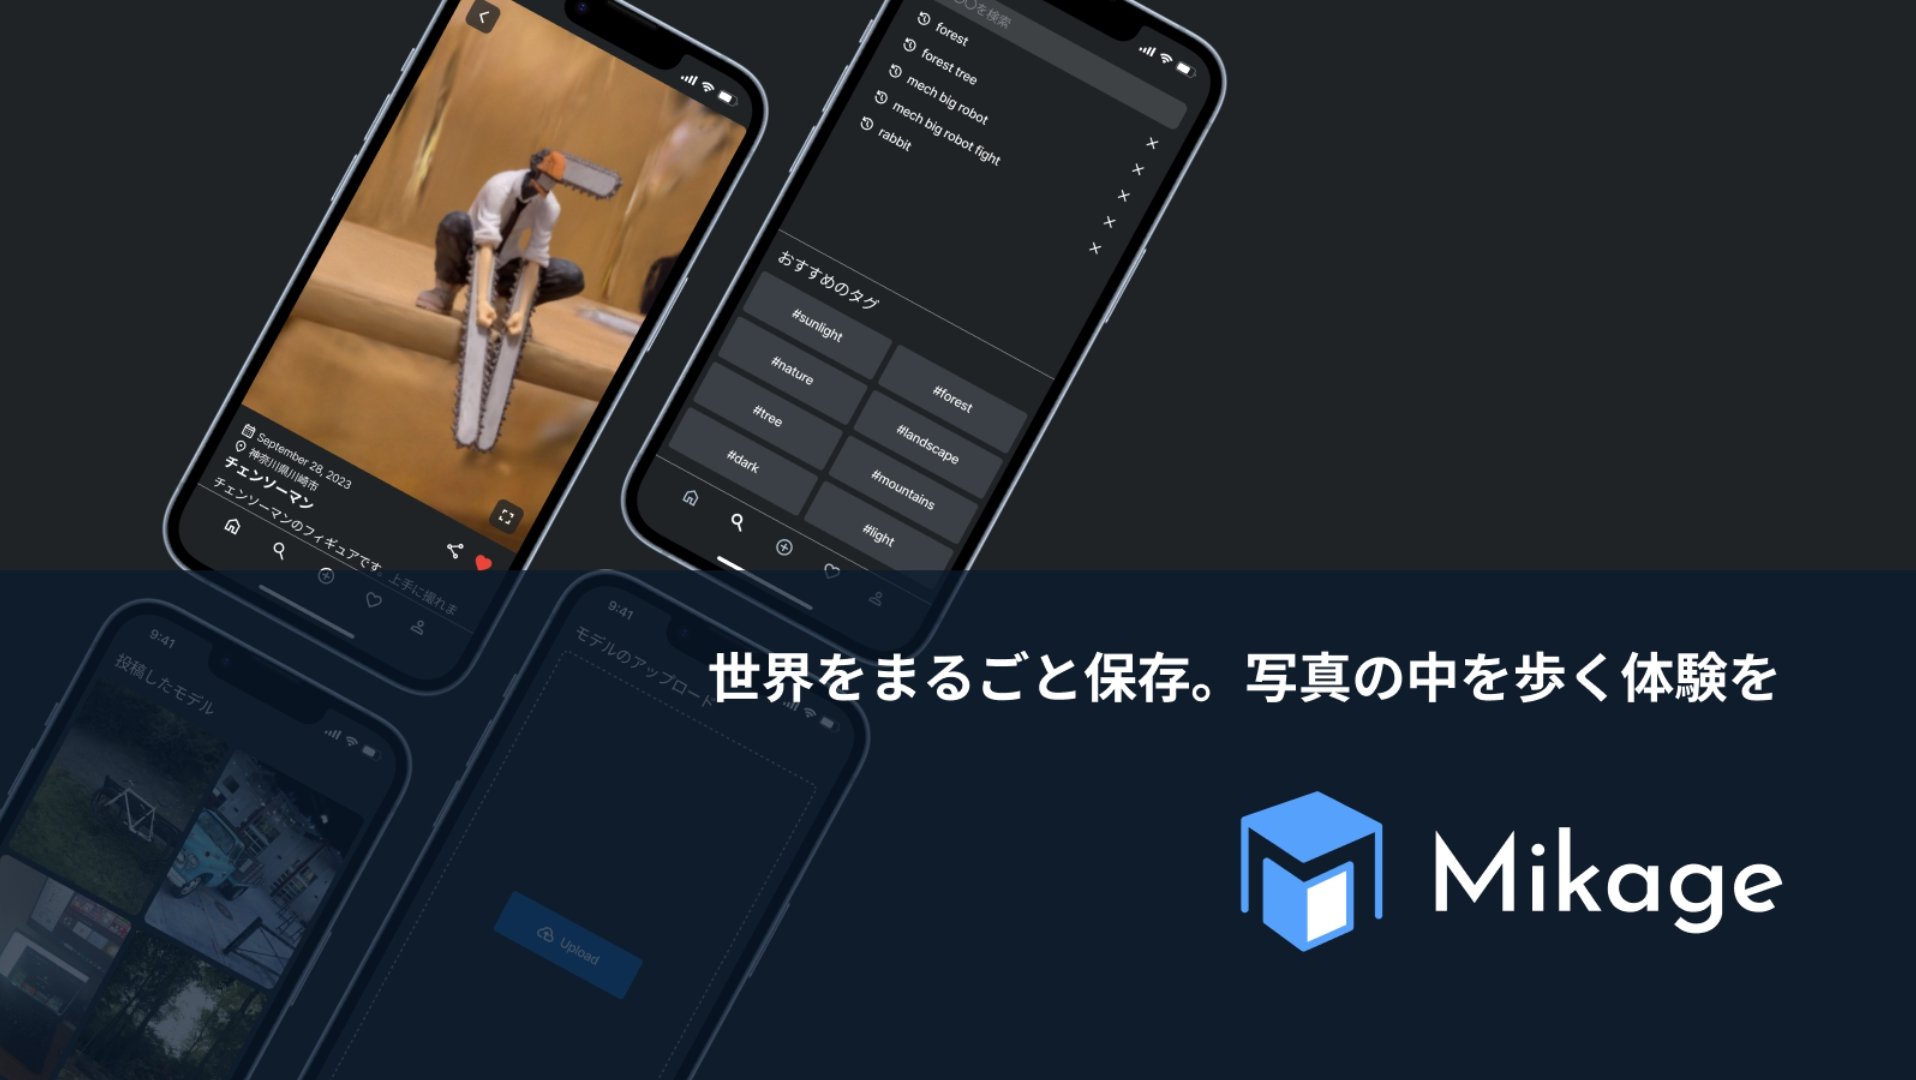 September 28, 2023
神奈川県川崎市
チェンソーマン
チェンソーマンのフィギュアです。上手に撮れま
〇〇を検索
forest
forest tree
mech big robot
mech big robot fight
rabbit
おすすめのタグ
#sunlight
#forest
#nature
#landscape
#tree
#mountains
#dark
#light
9:41
投稿したモデル
9:41
モデルのアップロード
Upload
世界をまるごと保存。写真の中を歩く体験を
Mikage